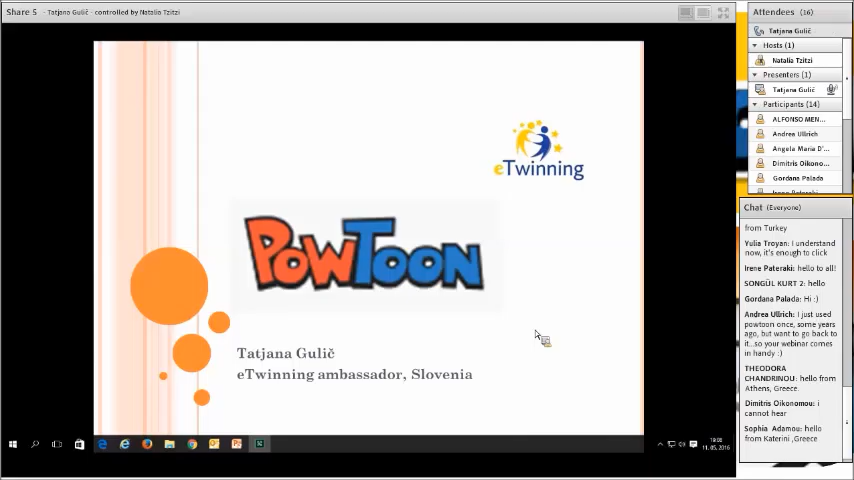 Share 5 - Tatjana Gulič - controlled by Natalia Tzitzi
eTwinning
PowToon
Tatjana Gulič
eTwinning ambassador, Slovenia
11. 05. 2016
Attendees (16)
Tatjana Gulič
Hosts (1)
Natalia Tzitzi
Presenters (1)
Tatjana Gulič
Participants (14)
ALFONSO MEN...
Andrea Ullrich
Angela Maria D'...
Dimitris Oikono...
Gordana Palada
Chat (Everyone)
from Turkey
Yulia Troyan: I understand
now, it's enough to click
Irene Pateraki: hello to all!
SONGÜL KURT 2: hello
Gordana Palada: Hi :)
Andrea Ullrich: I just used
powtoon once, some years
ago, but want to go back to
it...so your webinar comes
in handy :)
THEODORA
CHANDRINOU: hello from
Athens, Greece
Dimitris Oikonomou: i
cannot hear
Sophia Adamou: hello
from Katerini ,Greece